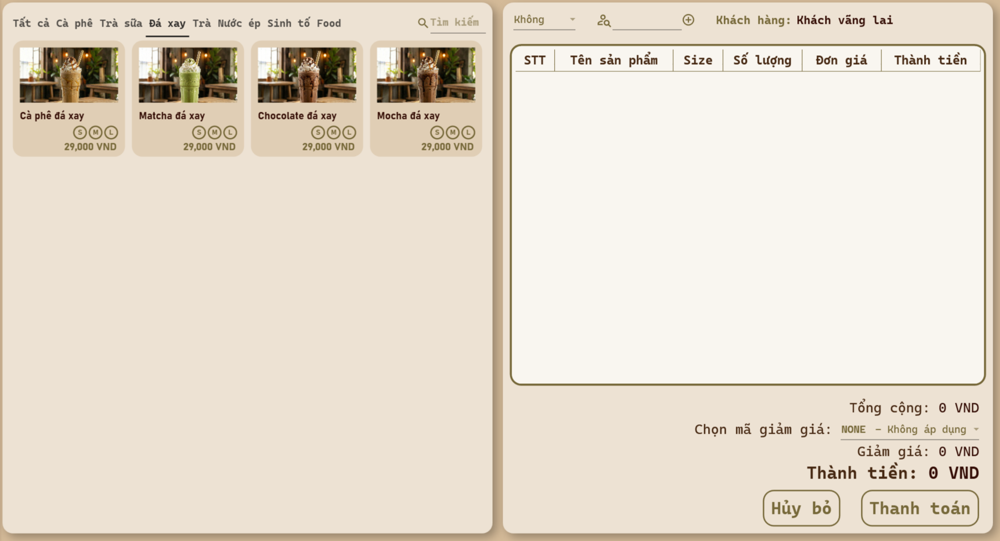 Tất cả Cà phê Trà sữa Đá xay Trà Nước ép Sinh tố Food Tìm kiếm
Cà phê đá xay
S M L
29,000 VND
Matcha đá xay
S M L
29,000 VND
Chocolate đá xay
S M L
29,000 VND
Mocha đá xay
S M L
29,000 VND
Không Khách hàng: Khách vãng lai
STT Tên sản phẩm Size Số lượng Đơn giá Thành tiền
Tổng cộng: 0 VND
Chọn mã giảm giá: NONE - Không áp dụng
Giảm giá: 0 VND
Thành tiền: 0 VND
Hủy bỏ Thanh toán